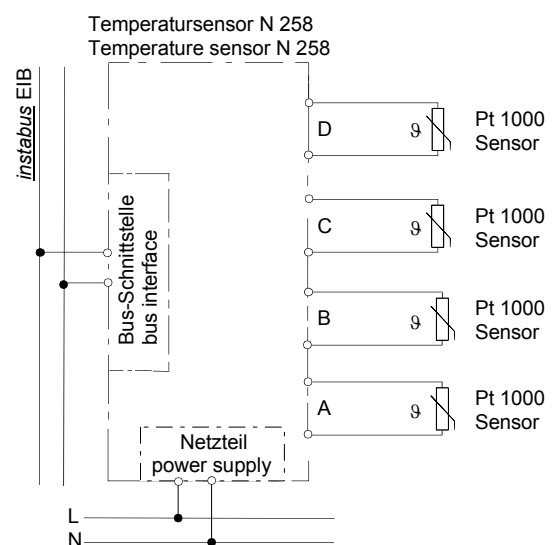 Temperatursensor N 258
Temperature sensor N 258
instabus EIB
Bus-Schnittstelle
bus interface
D
ϑ
Pt 1000
Sensor
C
ϑ
Pt 1000
Sensor
B
ϑ
Pt 1000
Sensor
A
ϑ
Pt 1000
Sensor
Netzteil
power supply
L
N